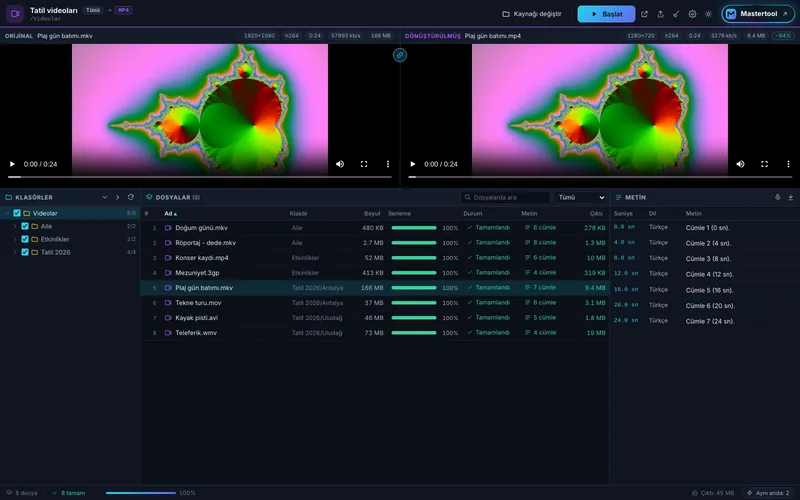 Tatil videoları Tümü → MP4
/Videolar
Kaynağı değiştir Başlat Mastertool
ORİJİNAL Plaj gün batımı.mkv 1920×1080 h264 0:24 57993 kb/s 166 MB
DÖNÜŞTÜRÜLMÜŞ Plaj gün batımı.mp4 1280×720 h264 0:24 3276 kb/s 9.4 MB −94%
0:00 / 0:24
0:00 / 0:24
KLASÖRLER
Videolar 8/8
Aile 2/2
Etkinlikler 2/2
Tatil 2026 4/4
DOSYALAR (8) Dosyalarda ara Tümü
# Ad Klasör Boyut İlerleme Durum Metin Çıktı
1 Doğum günü.mkv Aile 480 KB 100% Tamamlandı 6 cümle 278 KB
2 Röportaj - dede.mkv Aile 2.7 MB 100% Tamamlandı 8 cümle 1.3 MB
3 Konser kaydı.mp4 Etkinlikler 52 MB 100% Tamamlandı 6 cümle 10 MB
4 Mezuniyet.3gp Etkinlikler 413 KB 100% Tamamlandı 4 cümle 319 KB
5 Plaj gün batımı.mkv Tatil 2026/Antalya 166 MB 100% Tamamlandı 7 cümle 9.4 MB
6 Tekne turu.mov Tatil 2026/Antalya 37 MB 100% Tamamlandı 6 cümle 3.1 MB
7 Kayak pisti.avi Tatil 2026/Uludağ 46 MB 100% Tamamlandı 5 cümle 1.8 MB
8 Teleferik.wmv Tatil 2026/Uludağ 73 MB 100% Tamamlandı 4 cümle 19 MB
METİN
Saniye Dil Metin
0.0 sn Türkçe Cümle 1 (0 sn).
4.0 sn Türkçe Cümle 2 (4 sn).
8.0 sn Türkçe Cümle 3 (8 sn).
12.0 sn Türkçe Cümle 4 (12 sn).
16.0 sn Türkçe Cümle 5 (16 sn).
20.0 sn Türkçe Cümle 6 (20 sn).
24.0 sn Türkçe Cümle 7 (24 sn).
8 dosya 8 tamam 100% Çıktı: 45 MB Aynı anda: 2